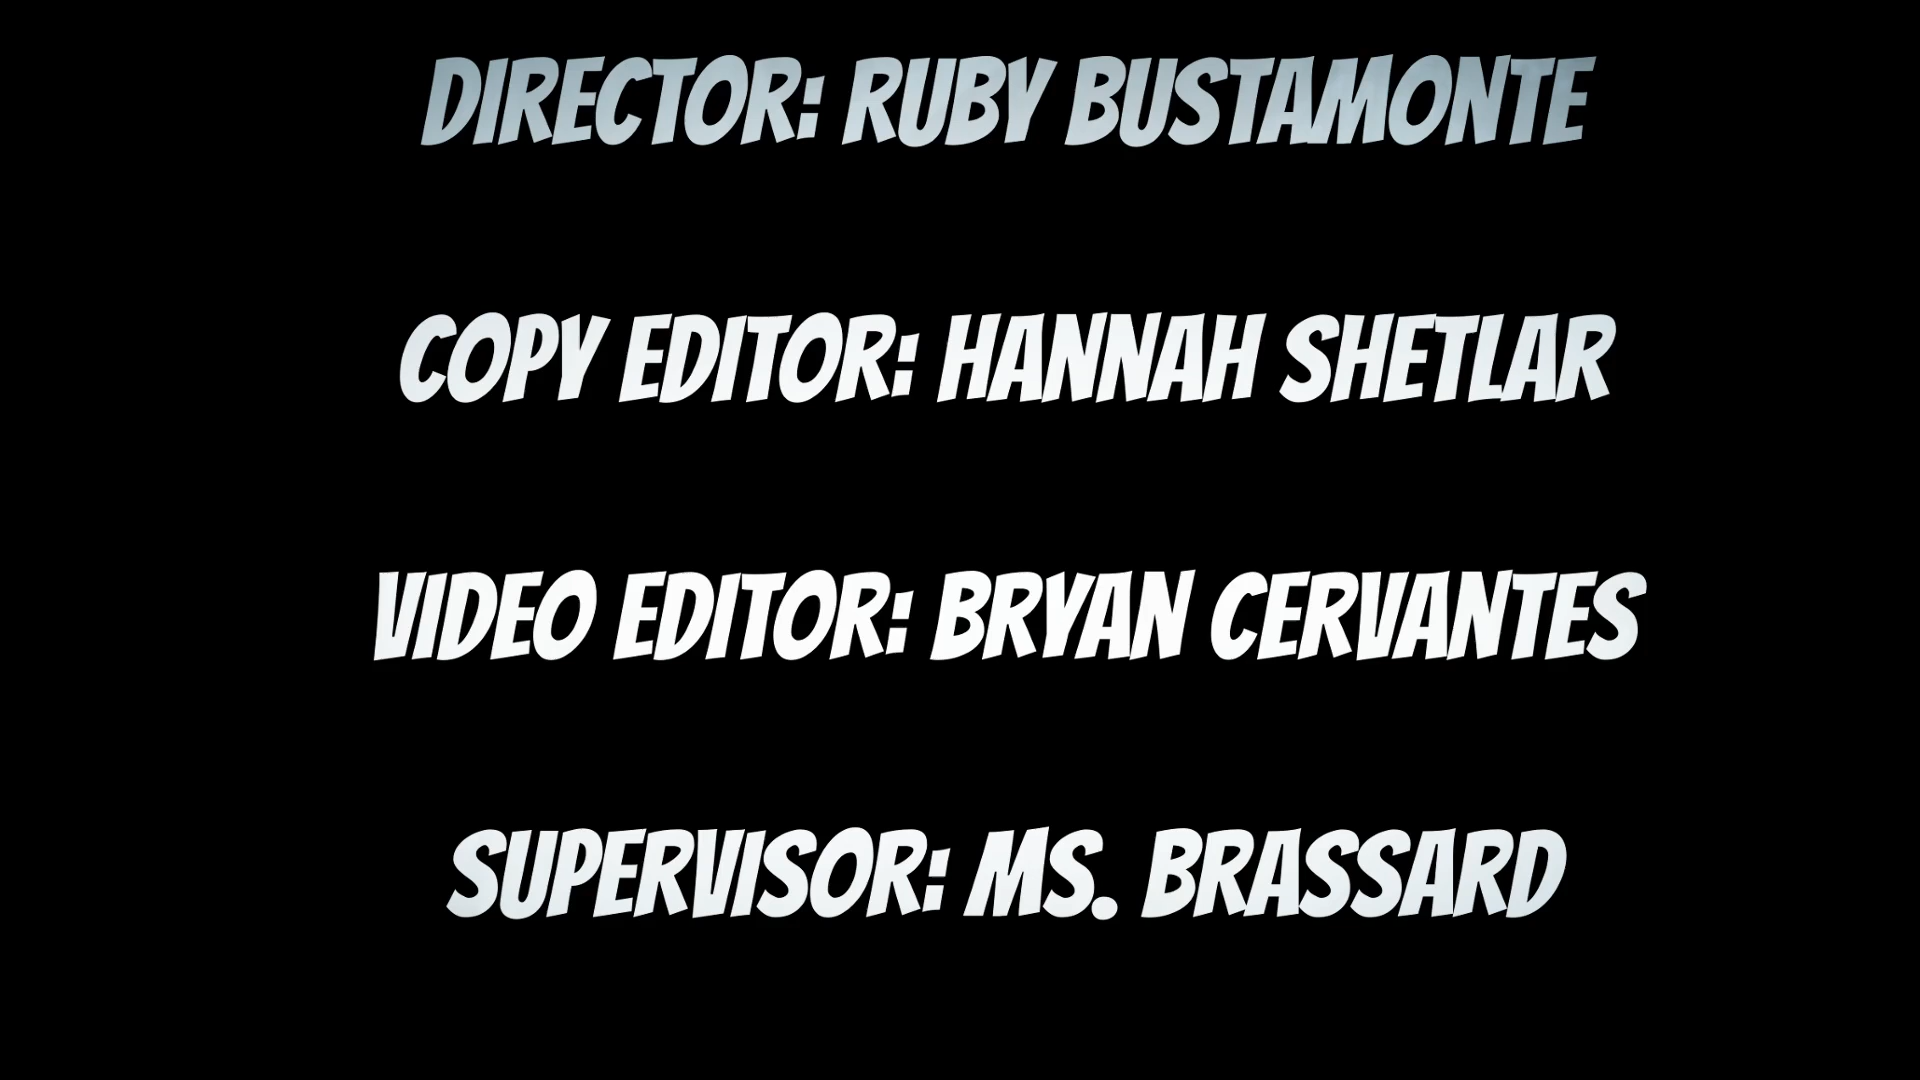 DIRECTOR: RUBY BUSTAMONTE
COPY EDITOR: HANNAH SHETLAR
VIDEO EDITOR: BRYAN CERVANTES
SUPERVISOR: MS. BRASSARD